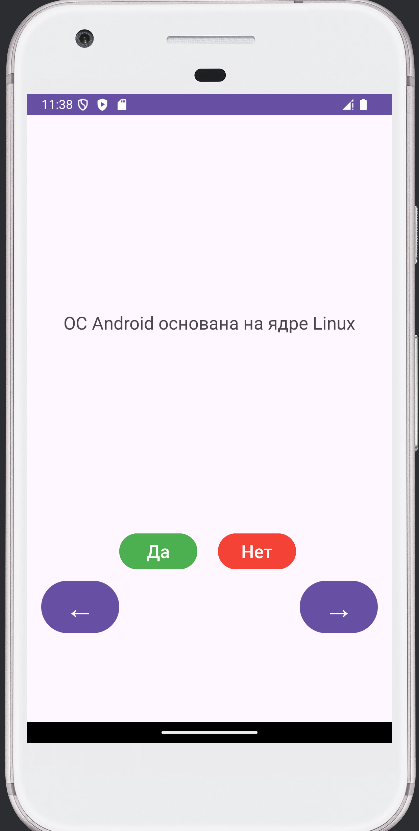 11:38
ОС Android основана на ядре Linux
Да Нет
← →